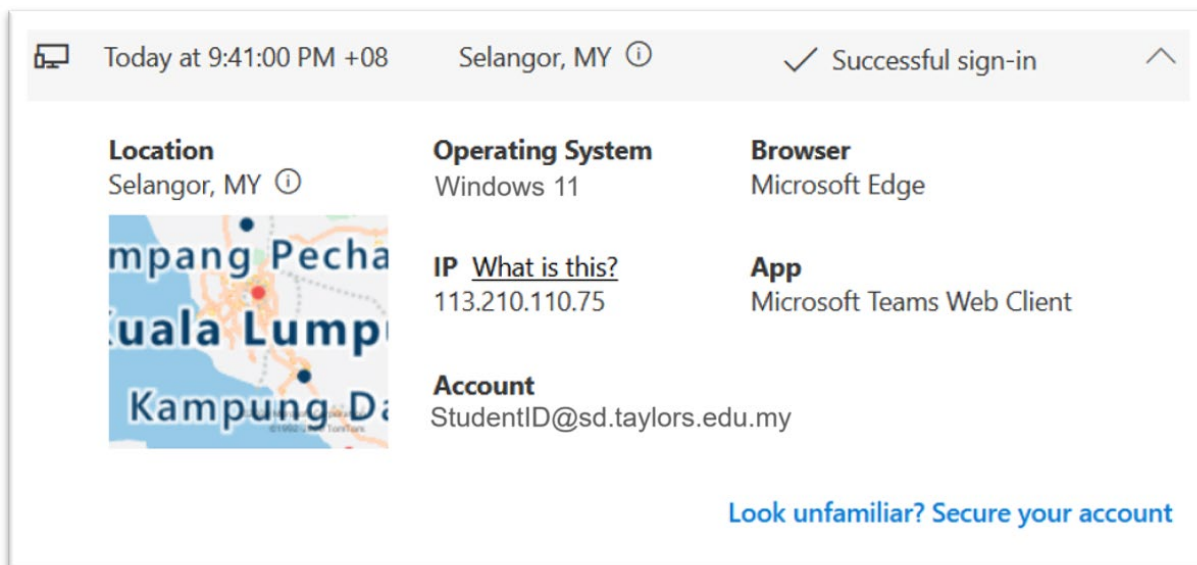 Today at 9:41:00 PM +08 Selangor, MY ⓘ ✓ Successful sign-in
Location Operating System Browser
Selangor, MY ⓘ Windows 11 Microsoft Edge
mpang Pecha
IP What is this? App
113.210.110.75 Microsoft Teams Web Client
uala Lump
Account
Kampung Da
StudentID@sd.taylors.edu.my
Look unfamiliar? Secure your account